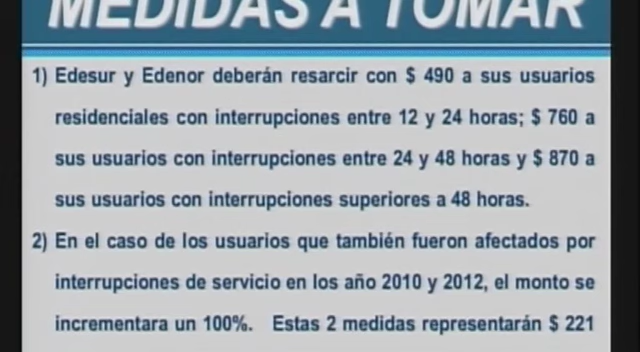 MEDIDAS A TOMAR
1) Edesur y Edenor deberán resarcir con $ 490 a sus usuarios
residenciales con interrupciones entre 12 y 24 horas; $ 760 a
sus usuarios con interrupciones entre 24 y 48 horas y $ 870 a
sus usuarios con interrupciones superiores a 48 horas.
2) En el caso de los usuarios que también fueron afectados por
interrupciones de servicio en los año 2010 y 2012, el monto se
incrementara un 100%. Estas 2 medidas representarán $ 221